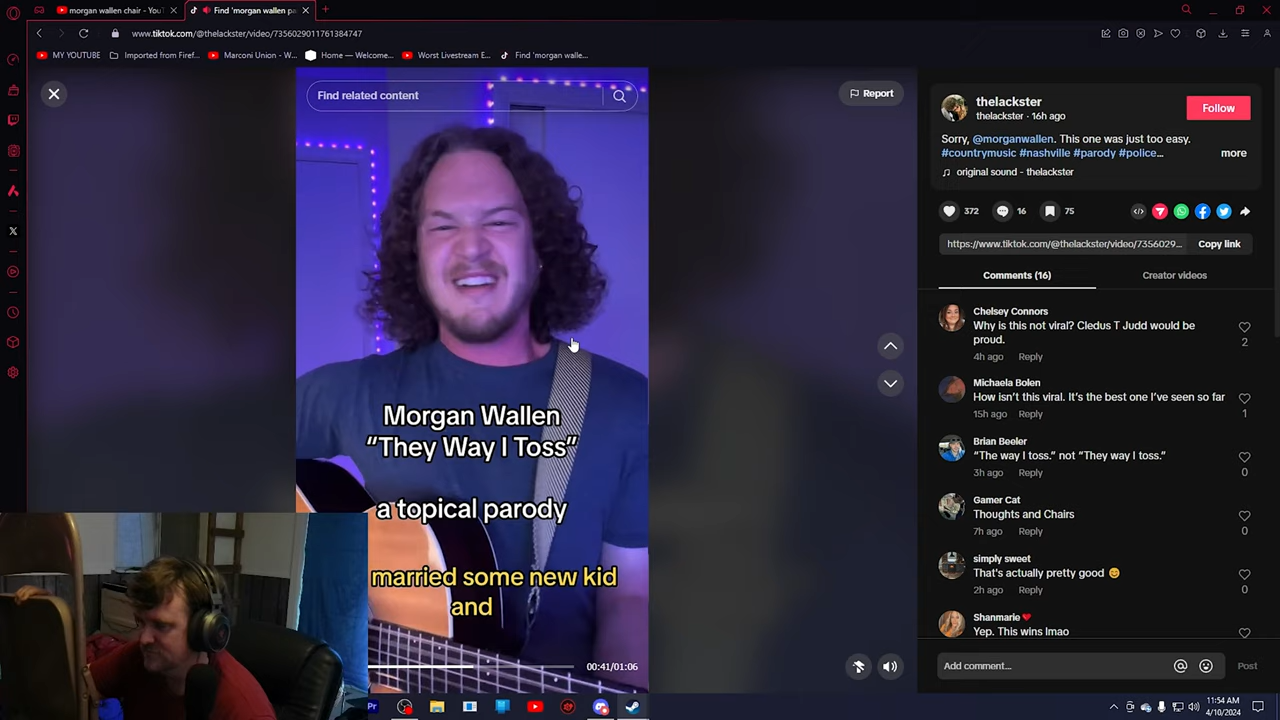 morgan wallen chair - YouT
Find 'morgan wallen pa
www.tiktok.com/@thelackster/video/7356029011761384747
MY YOUTUBE
Imported from Firef...
Marconi Union - W...
Home — Welcome...
Worst Livestream E...
Find 'morgan walle...
Find related content
Report
Morgan Wallen
“They Way I Toss”
a topical parody
married some new kid
and
00:41/01:06
thelackster
thelackster · 16h ago
Follow
Sorry, @morganwallen. This one was just too easy.
#countrymusic #nashville #parody #police...
more
original sound - thelackster
372
16
75
https://www.tiktok.com/@thelackster/video/7356029...
Copy link
Comments (16)
Creator videos
Chelsey Connors
Why is this not viral? Cledus T Judd would be
proud.
2
4h ago
Reply
Michaela Bolen
How isn’t this viral. It’s the best one I’ve seen so far
1
15h ago
Reply
Brian Beeler
“The way I toss.” not “They way I toss.”
0
3h ago
Reply
Gamer Cat
Thoughts and Chairs
0
7h ago
Reply
simply sweet
That's actually pretty good 😊
0
2h ago
Reply
Shanmarie❤️
Yep. This wins lmao
Add comment...
Post
Pr
11:54 AM
4/10/2024